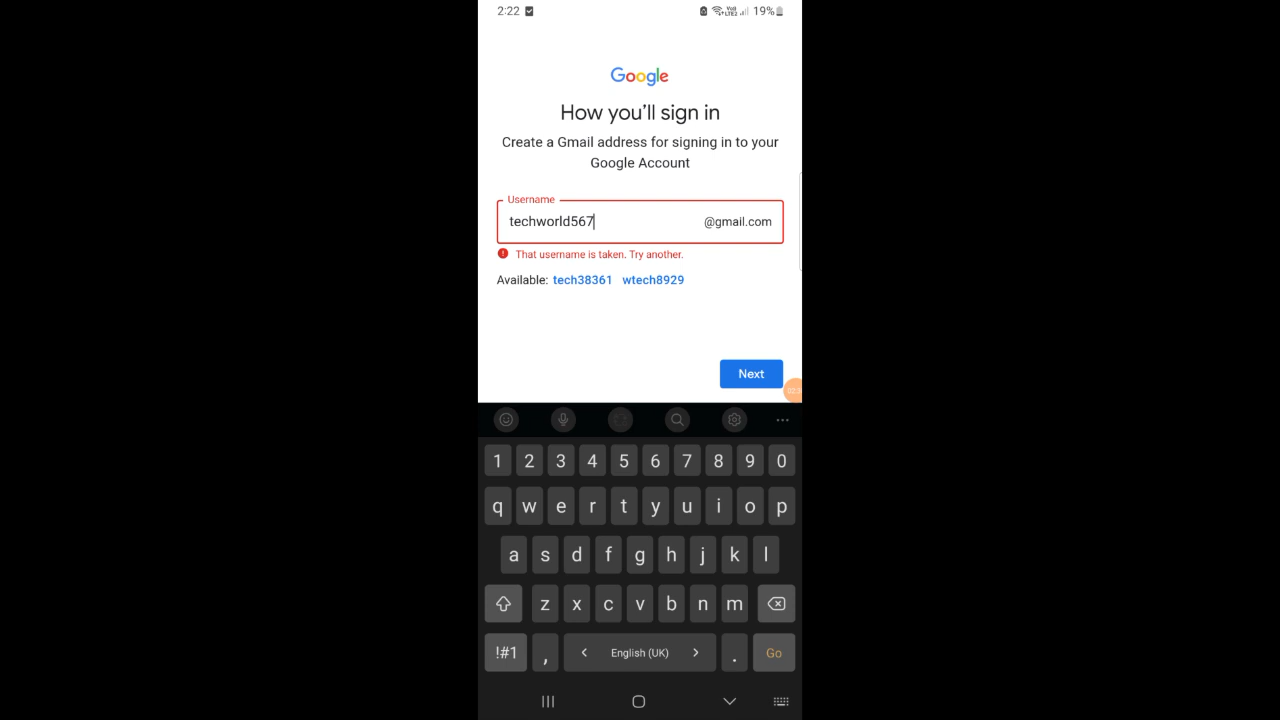 2:22 19%
Google
How you'll sign in
Create a Gmail address for signing in to your
Google Account
Username
techworld567 @gmail.com
That username is taken. Try another.
Available: tech38361 wtech8929
Next
1 2 3 4 5 6 7 8 9 0
q w e r t y u i o p
a s d f g h j k l
z x c v b n m
!#1 , < English (UK) > . Go